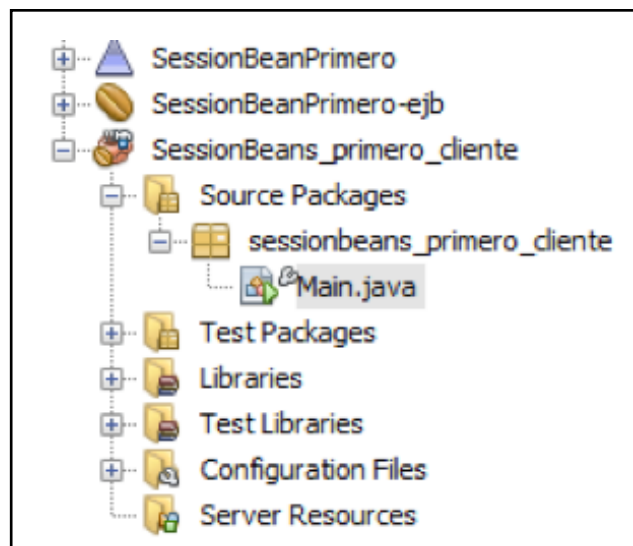 SessionBeanPrimero
SessionBeanPrimero-ejb
SessionBeans_primero_cliente
Source Packages
sessionbeans_primero_cliente
Main.java
Test Packages
Libraries
Test Libraries
Configuration Files
Server Resources